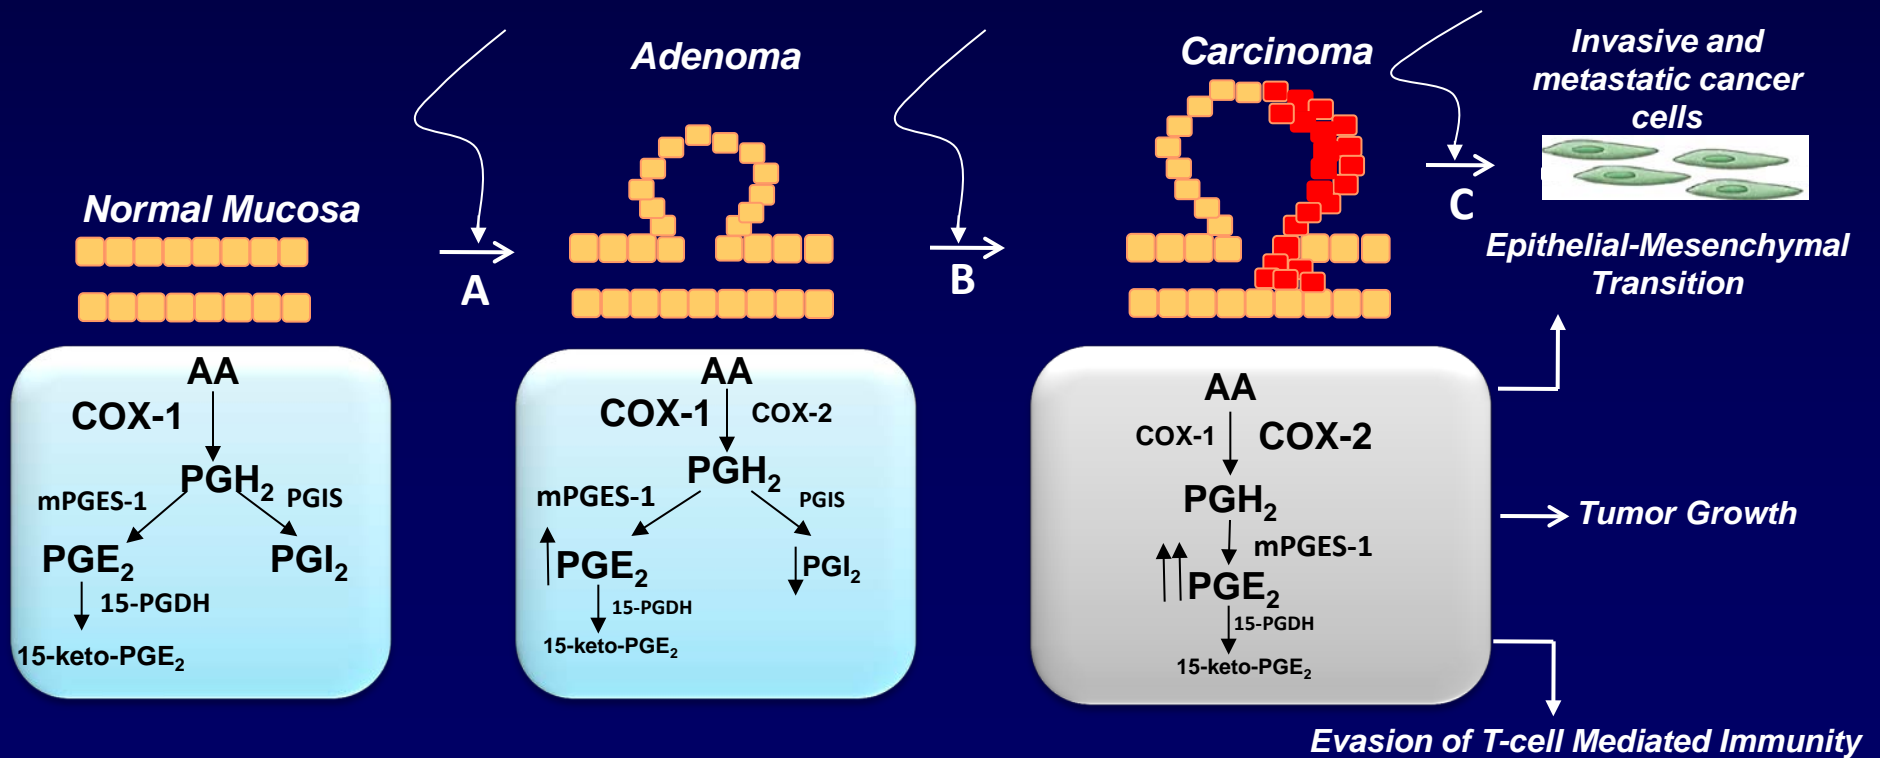 Adenoma
Carcinoma
Invasive and
metastatic cancer
cells
Normal Mucosa
A
B
C
Epithelial-Mesenchymal
Transition
AA
COX-1
PGH₂
mPGES-1
PGIS
PGE₂
PGI₂
15-PGDH
15-keto-PGE₂
AA
COX-1
COX-2
PGH₂
mPGES-1
PGIS
PGE₂
PGI₂
15-PGDH
15-keto-PGE₂
AA
COX-1
COX-2
PGH₂
mPGES-1
PGE₂
15-PGDH
15-keto-PGE₂
Tumor Growth
Evasion of T-cell Mediated Immunity